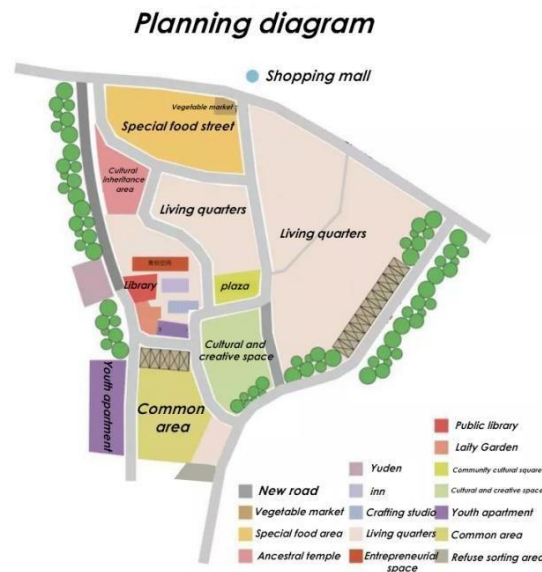 Planning diagram
Shopping mall
Vegetable market
Special food street
Cultural
inheritance
area
Living quarters
Living quarters
Library
plaza
Cultural and
creative space
Youth apartment
Common
area
Public library
Laity Garden
Yuden
Community cultural square
New road
inn
Cultural and creative space
Vegetable market
Crafting studio
Youth apartment
Special food area
Living quarters
Common area
Ancestral temple
Entrepreneurial
space
Refuse sorting area